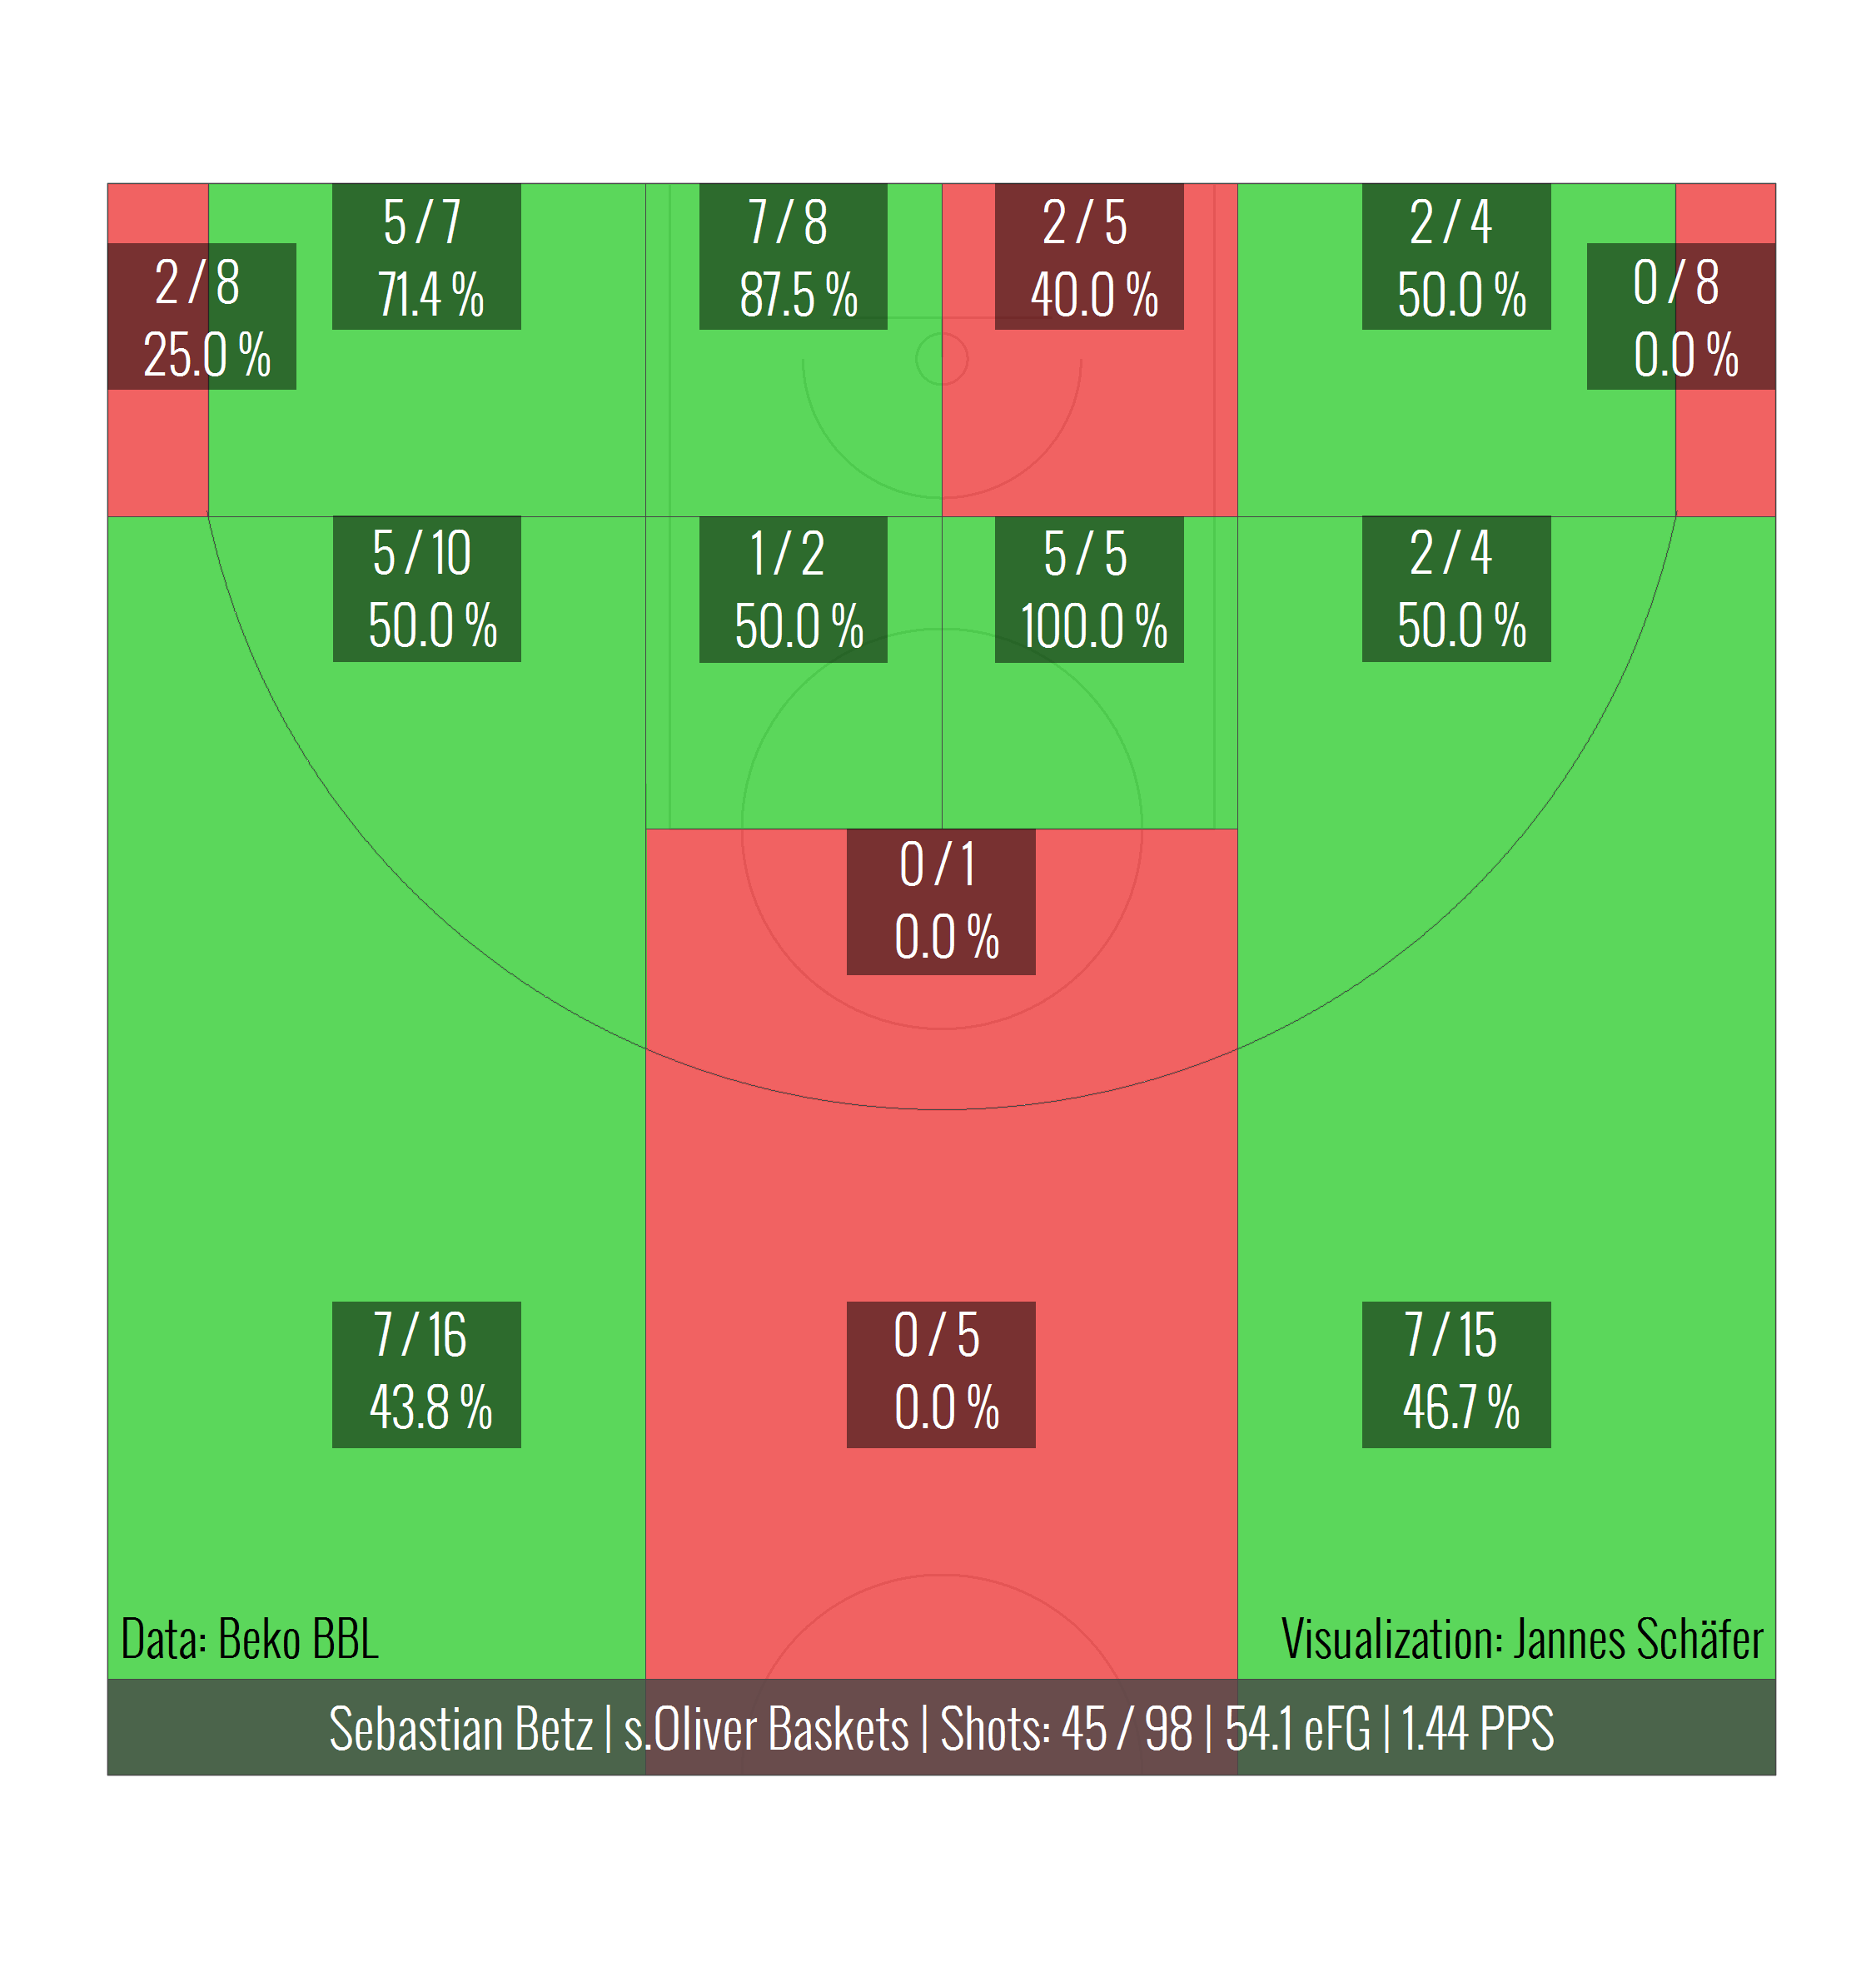 5 / 7
7 / 8
2 / 5
2 / 4
71.4 %
87.5 %
40.0 %
50.0 %
2 / 8
0 / 8
25.0 %
0.0 %
5 / 10
1 / 2
5 / 5
2 / 4
50.0 %
50.0 %
100.0 %
50.0 %
0 / 1
0.0 %
7 / 16
0 / 5
7 / 15
43.8 %
0.0 %
46.7 %
Data: Beko BBL
Visualization: Jannes Schäfer
Sebastian Betz | s.Oliver Baskets | Shots: 45 / 98 | 54.1 eFG | 1.44 PPS